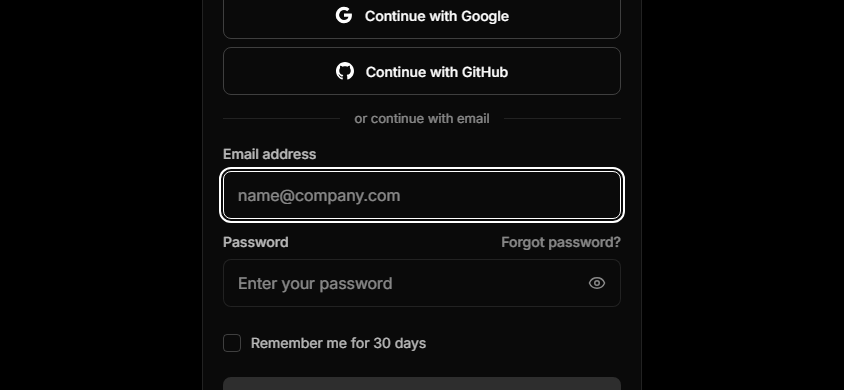 Continue with Google
Continue with GitHub
or continue with email
Email address
name@company.com
Password Forgot password?
Enter your password
Remember me for 30 days